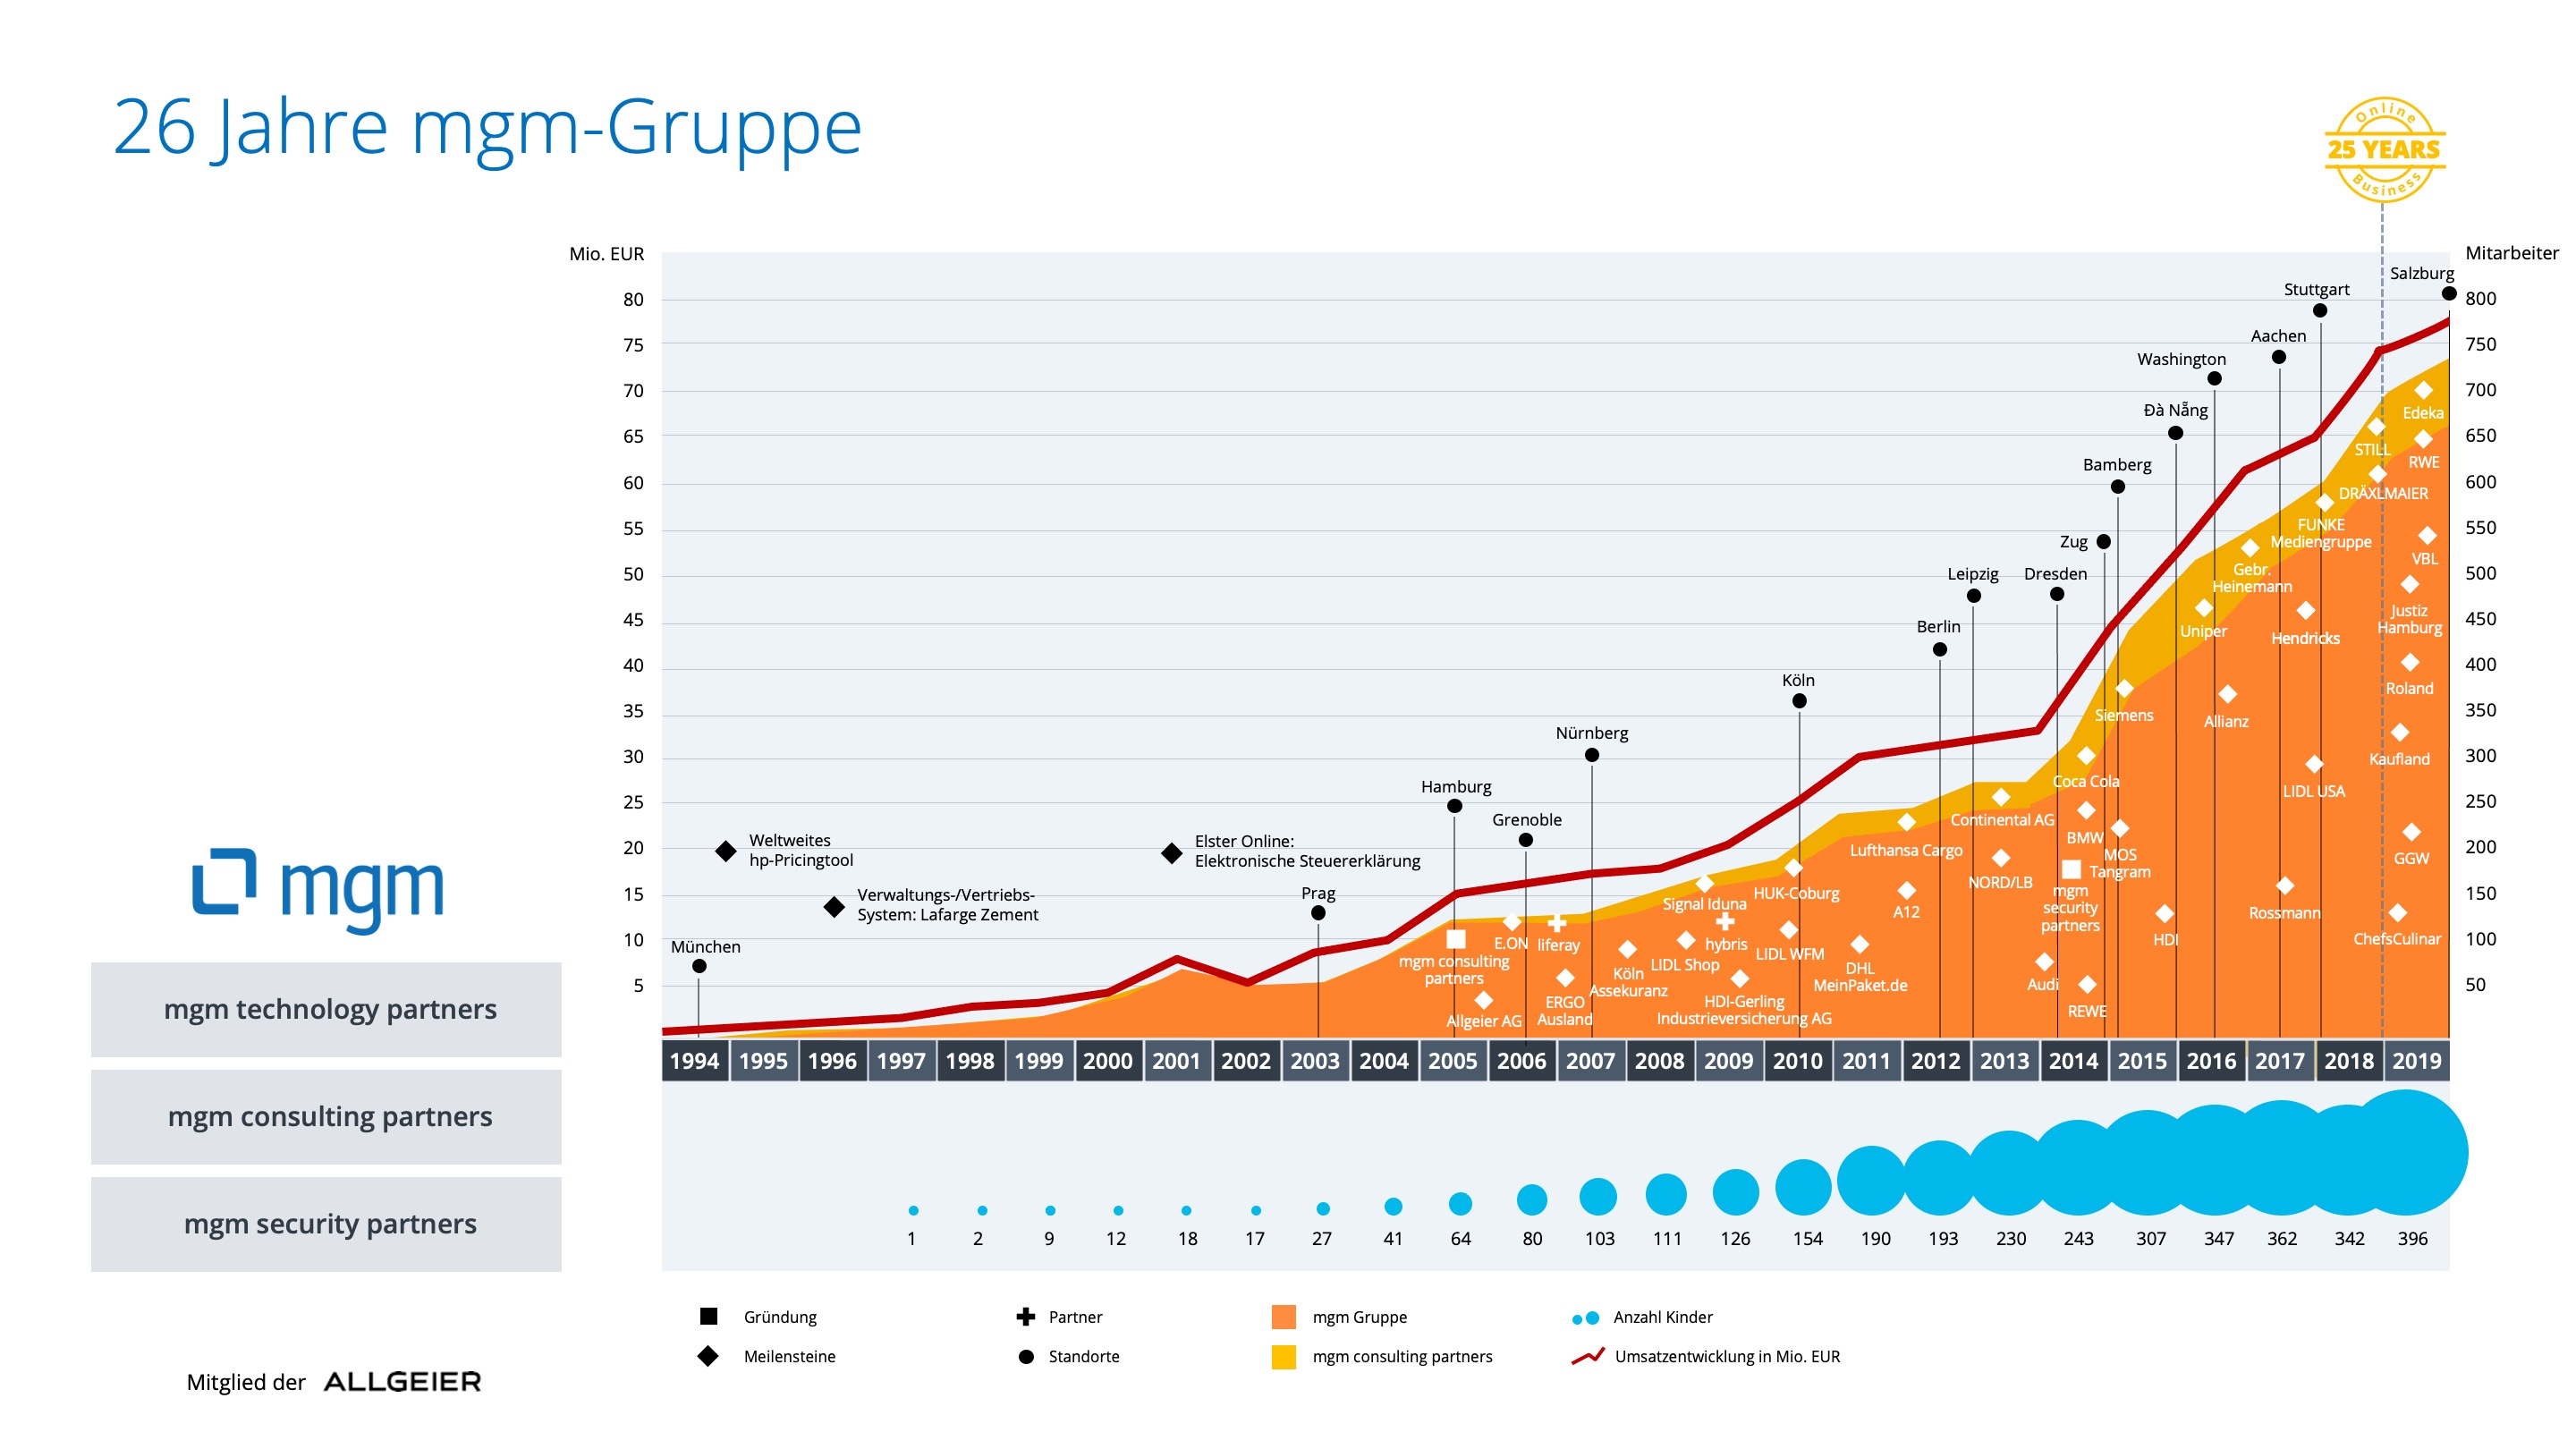 26 Jahre mgm-Gruppe
Online
25 YEARS
Business
Mio. EUR
80
75
70
65
60
55
50
45
40
35
30
25
20
15
10
5
Mitarbeiter
800
750
700
650
600
550
500
450
400
350
300
250
200
150
100
50
München
Weltweites
hp-Pricingtool
Verwaltungs-/Vertriebs-
System: Lafarge Zement
Elster Online:
Elektronische Steuererklärung
Prag
Hamburg
Grenoble
Nürnberg
Köln
Berlin
Leipzig
Dresden
Zug
Bamberg
Đà Nẵng
Washington
Aachen
Stuttgart
Salzburg
mgm consulting
partners
Allgeier AG
E.ON
liferay
ERGO
Ausland
Köln
Assekuranz
LIDL Shop
Signal Iduna
hybris
HDI-Gerling
Industrieversicherung AG
HUK-Coburg
LIDL WFM
DHL
MeinPaket.de
Lufthansa Cargo
A12
Continental AG
NORD/LB
Audi
Coca Cola
BMW
mgm
security
partners
REWE
MOS
Tangram
Siemens
HDI
Uniper
Allianz
Gebr.
Heinemann
Rossmann
Hendricks
LIDL USA
FUNKE
Mediengruppe
STILL
DRÄXLMAIER
Edeka
RWE
VBL
Justiz
Hamburg
Roland
Kaufland
GGW
ChefsCulinar
1994 1995 1996 1997 1998 1999 2000 2001 2002 2003 2004 2005 2006 2007 2008 2009 2010 2011 2012 2013 2014 2015 2016 2017 2018 2019
1 2 9 12 18 17 27 41 64 80 103 111 126 154 190 193 230 243 307 347 362 342 396
mgm
mgm technology partners
mgm consulting partners
mgm security partners
Mitglied der ALLGEIER
Gründung
Partner
mgm Gruppe
Anzahl Kinder
Meilensteine
Standorte
mgm consulting partners
Umsatzentwicklung in Mio. EUR